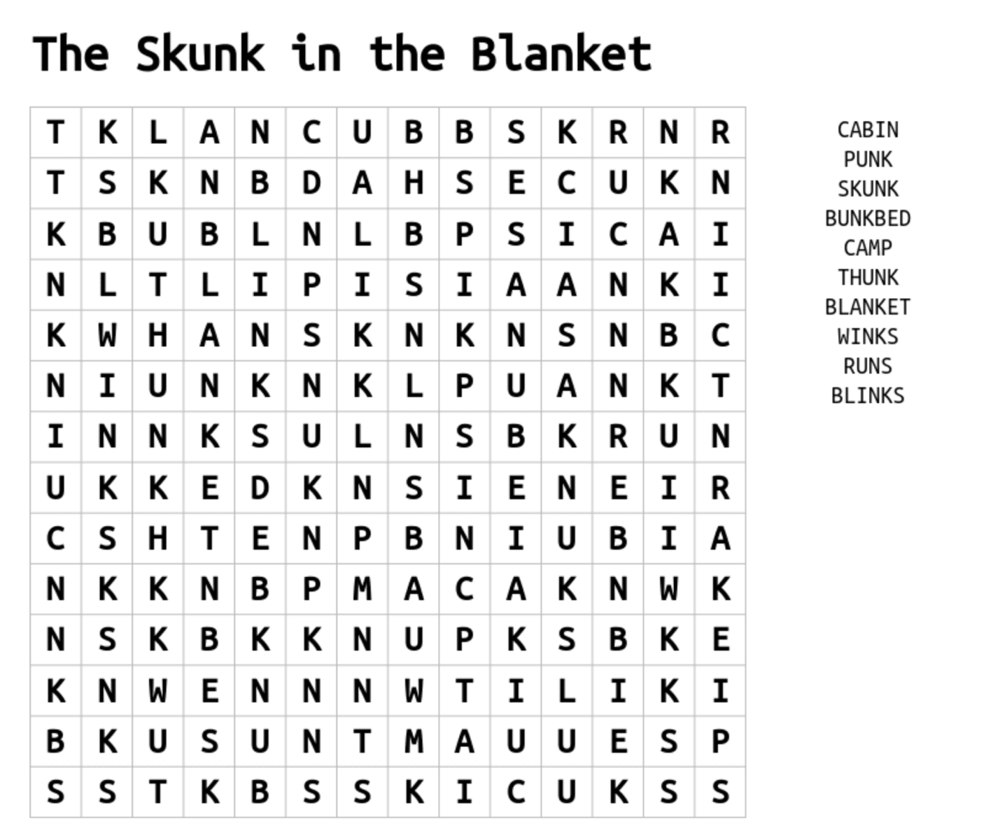 The Skunk in the Blanket
T K L A N C U B B S K R N R
T S K N B D A H S E C U K N
K B U B L N L B P S I C A I
N L T L I P I S I A A N K I
K W H A N S K N K N S N B C
N I U N K N K L P U A N K T
I N N K S U L N S B K R U N
U K K E D K N S I E N E I R
C S H T E N P B N I U B I A
N K K N B P M A C A K N W K
N S K B K K N U P K S B K E
K N W E N N N W T I L I K I
B K U S U N T M A U U E S P
S S T K B S S K I C U K S S
CABIN
PUNK
SKUNK
BUNKBED
CAMP
THUNK
BLANKET
WINKS
RUNS
BLINKS